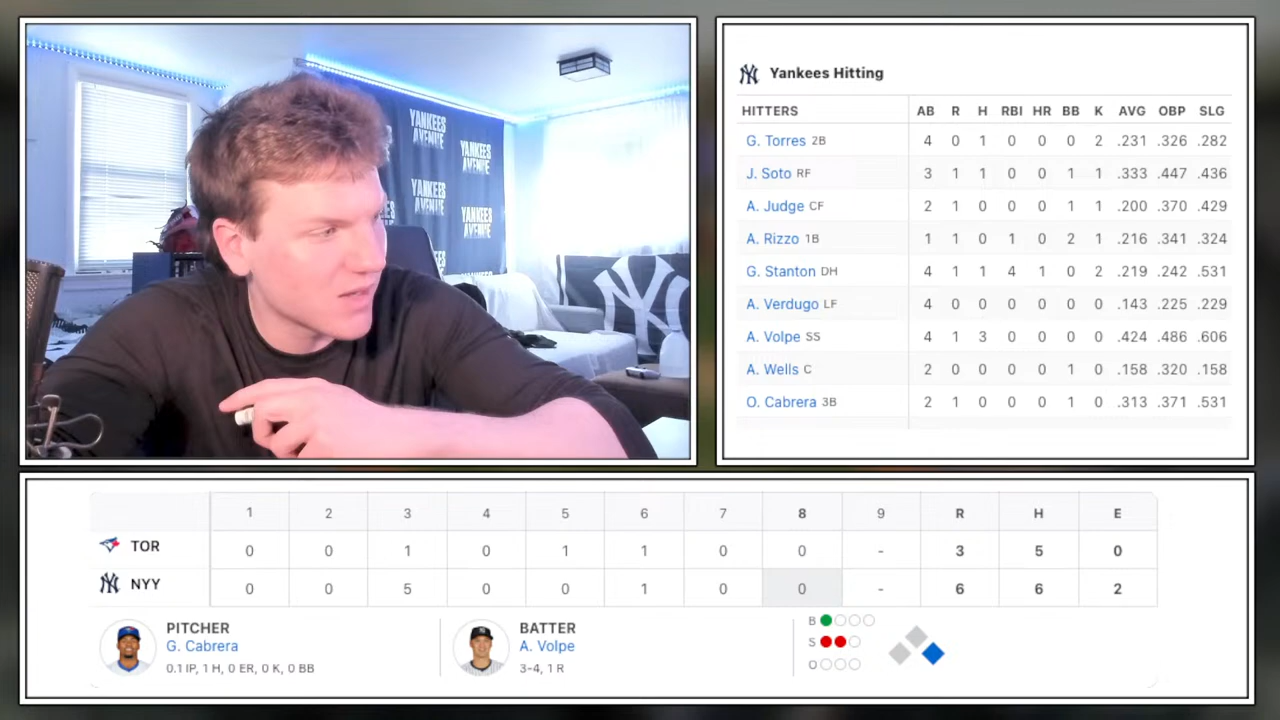 YANKEES AVENUE
YANKEES AVENUE
YANKEES AVENUE
YANKEES AVENUE
YANKEES AVENUE
NY
Yankees Hitting
HITTERS AB R H RBI HR BB K AVG OBP SLG
G. Torres 2B 4 0 1 0 0 0 2 .231 .326 .282
J. Soto RF 3 1 1 0 0 1 1 .333 .447 .436
A. Judge CF 2 1 0 0 0 1 1 .200 .370 .429
A. Rizzo 1B 1 1 0 1 0 2 1 .216 .341 .324
G. Stanton DH 4 1 1 4 1 0 2 .219 .242 .531
A. Verdugo LF 4 0 0 0 0 0 0 .143 .225 .229
A. Volpe SS 4 1 3 0 0 0 0 .424 .486 .606
A. Wells C 2 0 0 0 0 1 0 .158 .320 .158
O. Cabrera 3B 2 1 0 0 0 1 0 .313 .371 .531
1 2 3 4 5 6 7 8 9 R H E
TOR 0 0 1 0 1 1 0 0 - 3 5 0
NYY 0 0 5 0 0 1 0 0 - 6 6 2
PITCHER
G. Cabrera
0.1 IP, 1 H, 0 ER, 0 K, 0 BB
BATTER
A. Volpe
3-4, 1 R
B
S
O